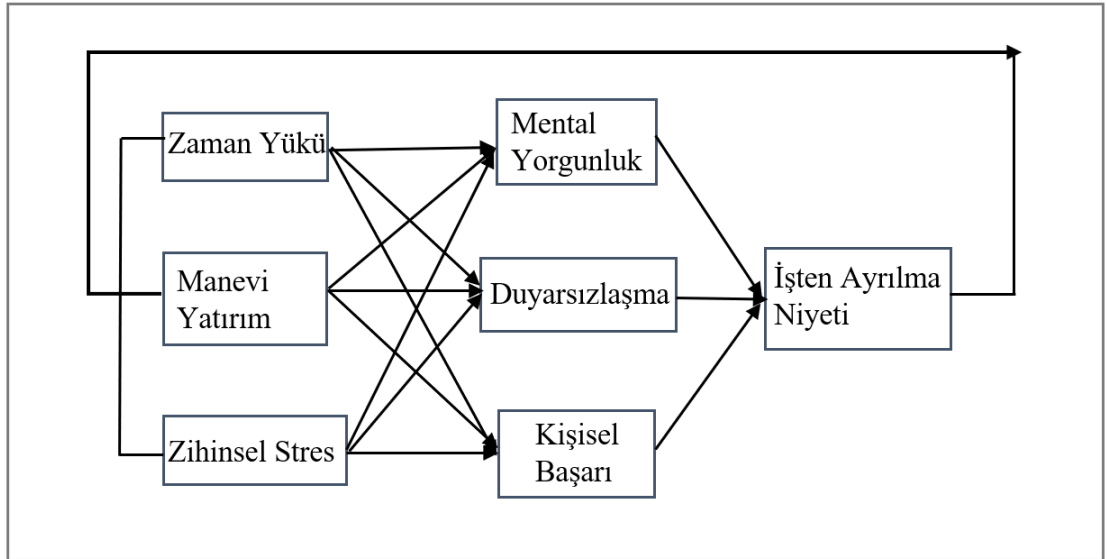 Zaman Yükü
Manevi
Yatırım
Zihinsel Stres
Mental
Yorgunluk
Duyarsızlaşma
Kişisel
Başarı
İşten Ayrılma
Niyeti